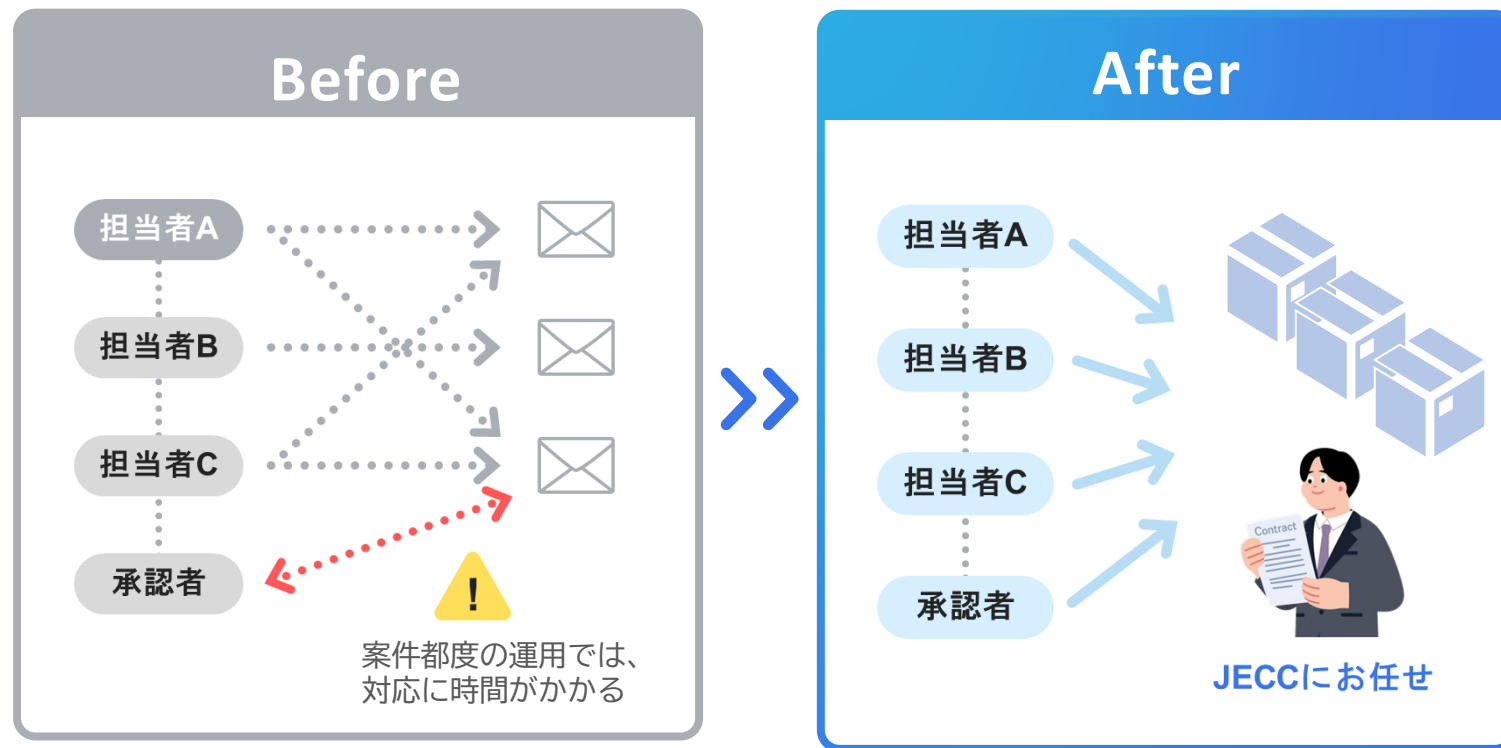 Before
担当者A
担当者B
担当者C
承認者
!
案件都度の運用では、
対応に時間がかかる
After
担当者A
担当者B
担当者C
承認者
Contract
JECCにお任せ